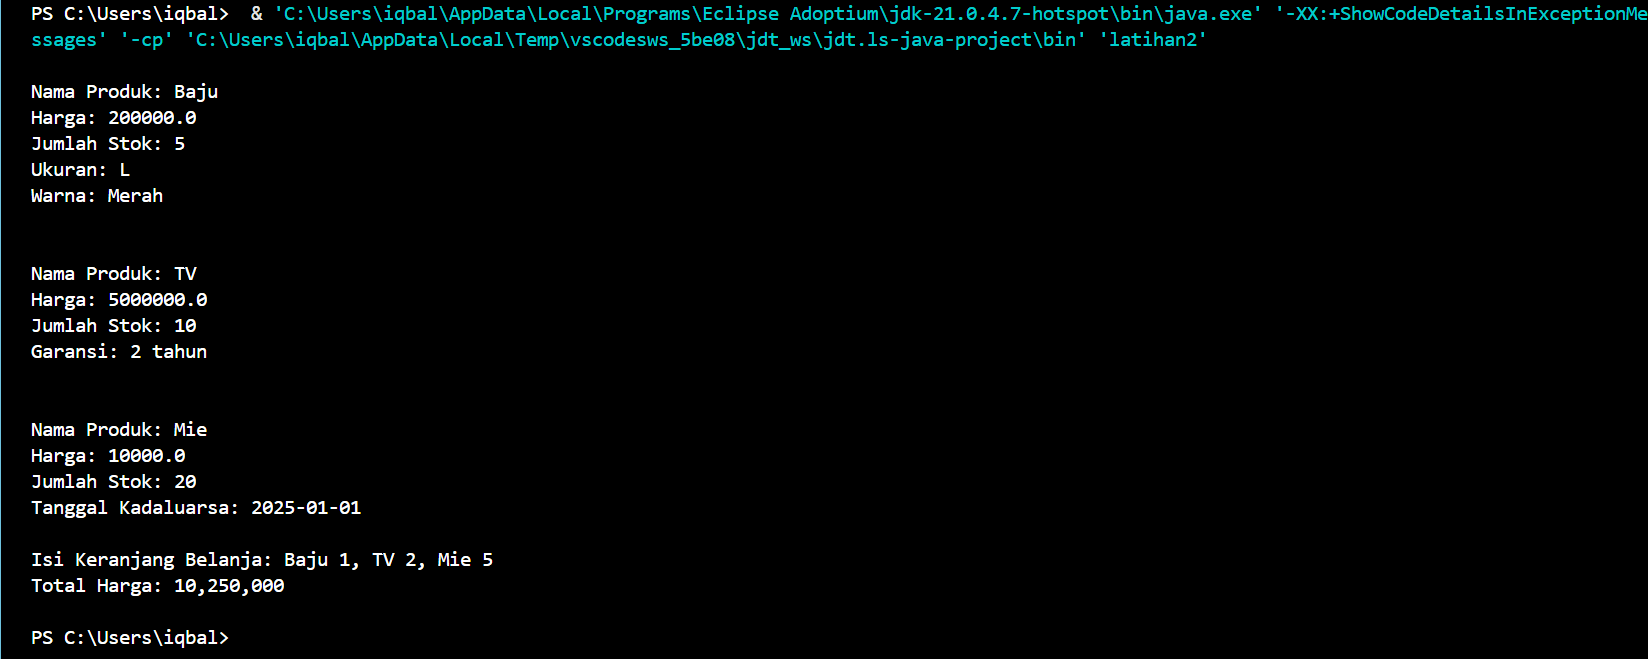 PS C:\Users\iqbal>  & 'C:\Users\iqbal\AppData\Local\Programs\Eclipse Adoptium\jdk-21.0.4.7-hotspot\bin\java.exe' '-XX:+ShowCodeDetailsInExceptionMe
ssages' '-cp' 'C:\Users\iqbal\AppData\Local\Temp\vscodesws_5be08\jdt_ws\jdt.ls-java-project\bin' 'latihan2'
Nama Produk: Baju
Harga: 200000.0
Jumlah Stok: 5
Ukuran: L
Warna: Merah
Nama Produk: TV
Harga: 5000000.0
Jumlah Stok: 10
Garansi: 2 tahun
Nama Produk: Mie
Harga: 10000.0
Jumlah Stok: 20
Tanggal Kadaluarsa: 2025-01-01
Isi Keranjang Belanja: Baju 1, TV 2, Mie 5
Total Harga: 10,250,000
PS C:\Users\iqbal>